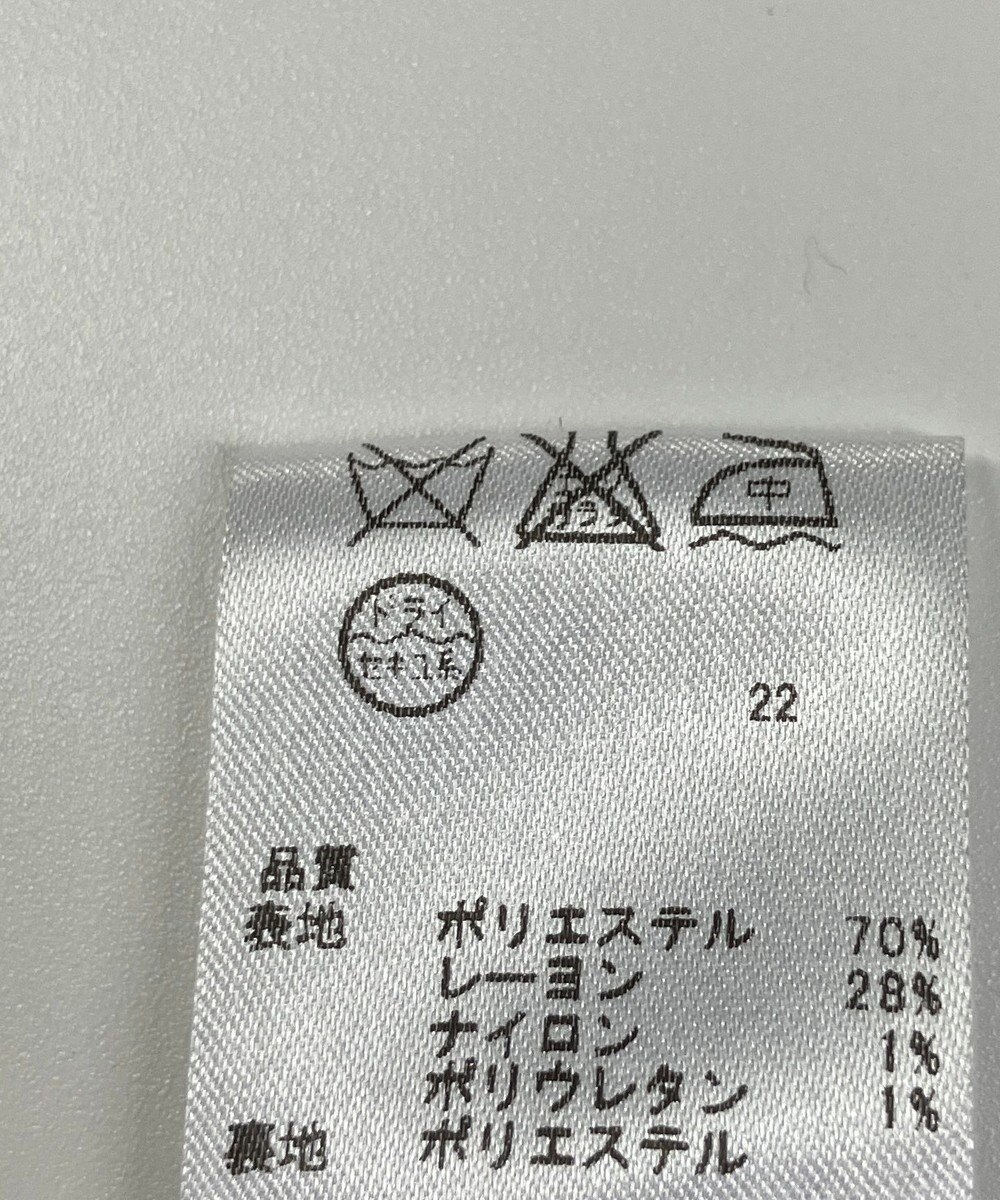 中
ドライ
セキユ系
22
品質
表地 ポリエステル 70%
レーヨン 28%
ナイロン 1%
ポリウレタン 1%
裏地 ポリエステル